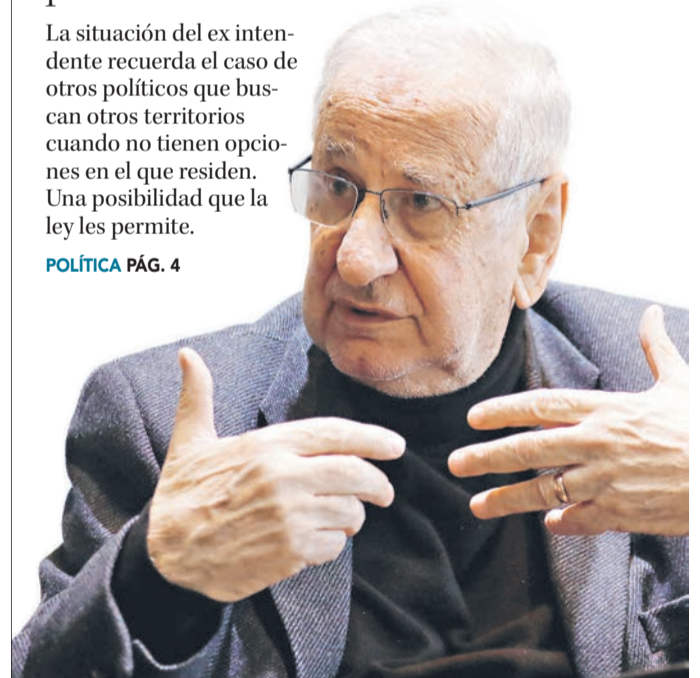 La situación del ex inten-
dente recuerda el caso de
otros políticos que bus-
can otros territorios
cuando no tienen opcio-
nes en el que residen.
Una posibilidad que la
ley les permite.
POLÍTICA PÁG. 4